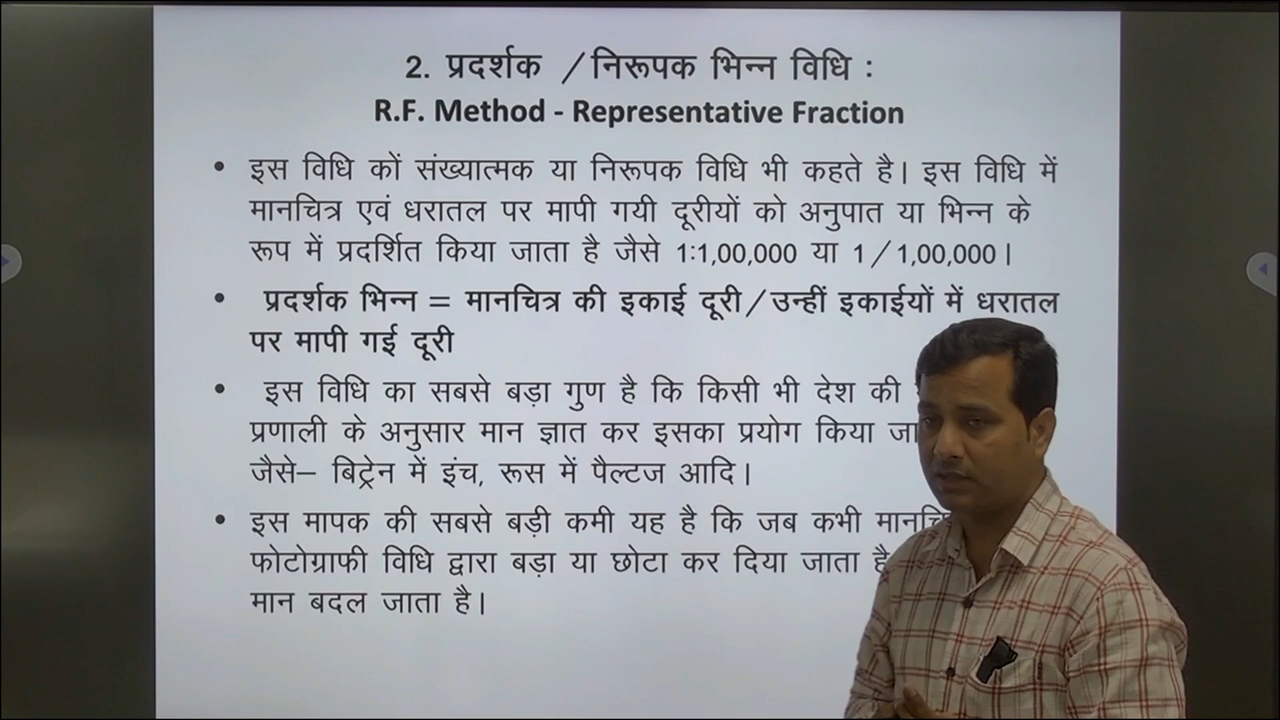 2. प्रदर्शक / निरूपक भिन्न विधि :
R.F. Method - Representative Fraction
• इस विधि कों संख्यात्मक या निरूपक विधि भी कहते है। इस विधि में
मानचित्र एवं धरातल पर मापी गयी दूरीयों को अनुपात या भिन्न के
रूप में प्रदर्शित किया जाता है जैसे 1:1,00,000 या 1 / 1,00,000।
• प्रदर्शक भिन्न = मानचित्र की इकाई दूरी / उन्हीं इकाईयों में धरातल
पर मापी गई दूरी
• इस विधि का सबसे बड़ा गुण है कि किसी भी देश की
प्रणाली के अनुसार मान ज्ञात कर इसका प्रयोग किया
जैसे– बिट्रेन में इंच, रूस में पैल्टज आदि।
• इस मापक की सबसे बड़ी कमी यह है कि जब कभी
फोटोग्राफी विधि द्वारा बड़ा या छोटा कर दिया जाता
मान बदल जाता है।